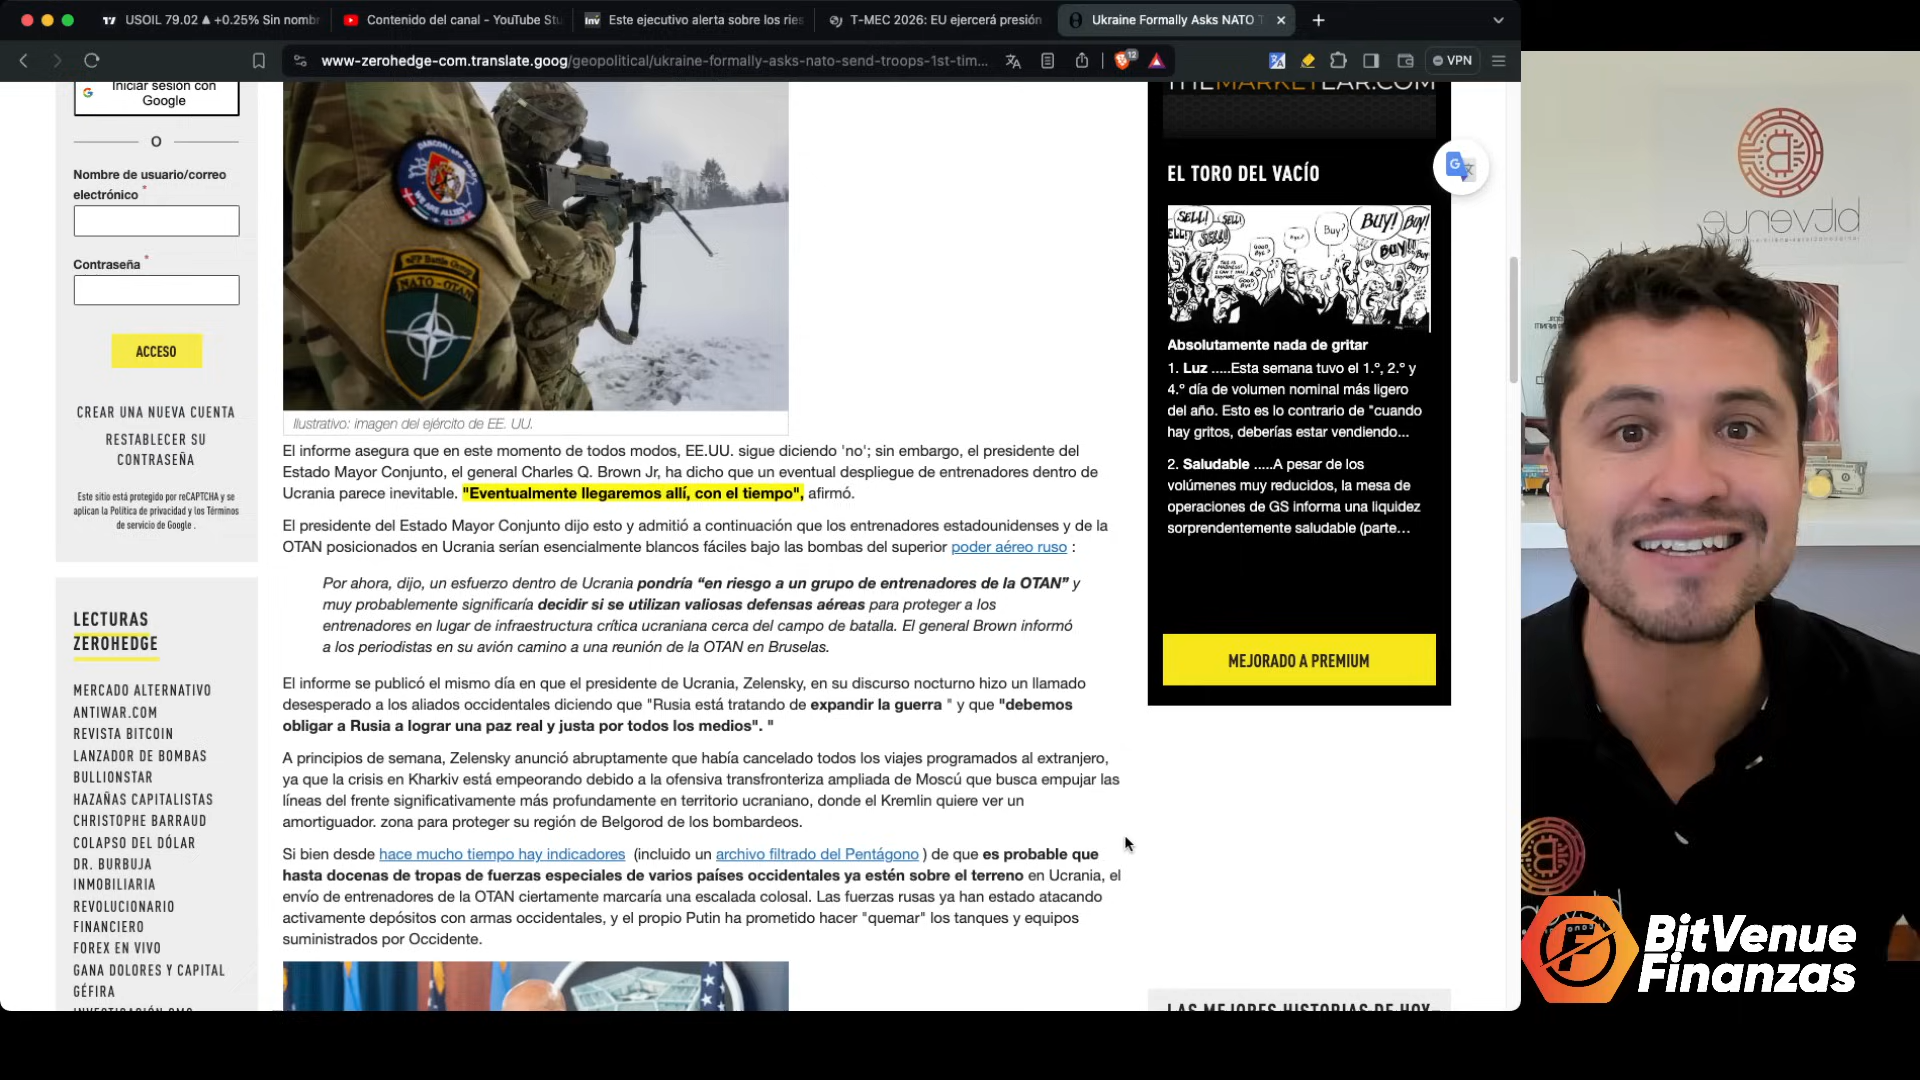 USOIL 79.02 ▲ +0.25% Sin nomb
Contenido del canal - YouTube Stu
Este ejecutivo alerta sobre los ries
T-MEC 2026: EU ejercerá presión
Ukraine Formally Asks NATO T
www-zerohedge-com.translate.goog/geopolitical/ukraine-formally-asks-nato-send-troops-1st-tim...
12
VPN
Iniciar sesión con
Google
O
Nombre de usuario/correo
electrónico *
Contraseña *
ACCESO
CREAR UNA NUEVA CUENTA
RESTABLECER SU
CONTRASEÑA
Este sitio está protegido por reCAPTCHA y se
aplican la Política de privacidad y los Términos
de servicio de Google .
LECTURAS
ZEROHEDGE
MERCADO ALTERNATIVO
ANTIWAR.COM
REVISTA BITCOIN
LANZADOR DE BOMBAS
BULLIONSTAR
HAZAÑAS CAPITALISTAS
CHRISTOPHE BARRAUD
COLAPSO DEL DÓLAR
DR. BURBUJA
INMOBILIARIA
REVOLUCIONARIO
FINANCIERO
FOREX EN VIVO
GANA DOLORES Y CAPITAL
GÉFIRA
WE ARE ALLIES
eFP Battle Group
NATO - OTAN
Ilustrativo: imagen del ejército de EE. UU.
El informe asegura que en este momento de todos modos, EE.UU. sigue diciendo 'no'; sin embargo, el presidente del
Estado Mayor Conjunto, el general Charles Q. Brown Jr, ha dicho que un eventual despliegue de entrenadores dentro de
Ucrania parece inevitable. "Eventualmente llegaremos allí, con el tiempo", afirmó.
El presidente del Estado Mayor Conjunto dijo esto y admitió a continuación que los entrenadores estadounidenses y de la
OTAN posicionados en Ucrania serían esencialmente blancos fáciles bajo las bombas del superior poder aéreo ruso :
Por ahora, dijo, un esfuerzo dentro de Ucrania pondría “en riesgo a un grupo de entrenadores de la OTAN” y
muy probablemente significaría decidir si se utilizan valiosas defensas aéreas para proteger a los
entrenadores en lugar de infraestructura crítica ucraniana cerca del campo de batalla. El general Brown informó
a los periodistas en su avión camino a una reunión de la OTAN en Bruselas.
El informe se publicó el mismo día en que el presidente de Ucrania, Zelensky, en su discurso nocturno hizo un llamado
desesperado a los aliados occidentales diciendo que "Rusia está tratando de expandir la guerra " y que "debemos
obligar a Rusia a lograr una paz real y justa por todos los medios". "
A principios de semana, Zelensky anunció abruptamente que había cancelado todos los viajes programados al extranjero,
ya que la crisis en Kharkiv está empeorando debido a la ofensiva transfronteriza ampliada de Moscú que busca empujar las
líneas del frente significativamente más profundamente en territorio ucraniano, donde el Kremlin quiere ver un
amortiguador. zona para proteger su región de Belgorod de los bombardeos.
Si bien desde hace mucho tiempo hay indicadores (incluido un archivo filtrado del Pentágono ) de que es probable que
hasta docenas de tropas de fuerzas especiales de varios países occidentales ya estén sobre el terreno en Ucrania, el
envío de entrenadores de la OTAN ciertamente marcaría una escalada colosal. Las fuerzas rusas ya han estado atacando
activamente depósitos con armas occidentales, y el propio Putin ha prometido hacer "quemar" los tanques y equipos
suministrados por Occidente.
THEMARKETEAR.COM
EL TORO DEL VACÍO
SELL! SELL!
Buy?
BUY! BUY!
Absolutamente nada de gritar
1. Luz .....Esta semana tuvo el 1.º, 2.º y
4.º día de volumen nominal más ligero
del año. Esto es lo contrario de "cuando
hay gritos, deberías estar vendiendo...
2. Saludable .....A pesar de los
volúmenes muy reducidos, la mesa de
operaciones de GS informa una liquidez
sorprendentemente saludable (parte...
MEJORADO A PREMIUM
LAS MEJORES HISTORIAS DE HOY
bitvenue
BitVenue
Finanzas